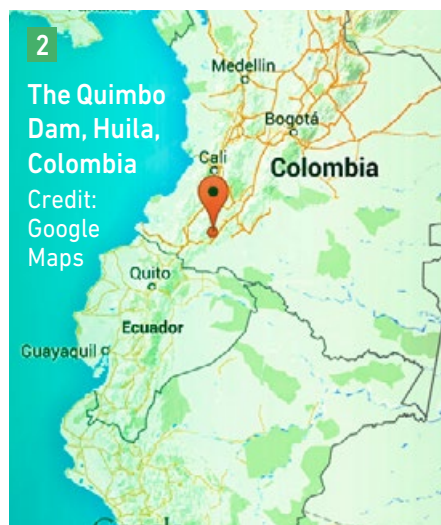 2
The Quimbo
Dam, Huila,
Colombia
Credit:
Google
Maps
Medellin
Bogotá
Cali
Colombia
Quito
Ecuador
Guayaquil